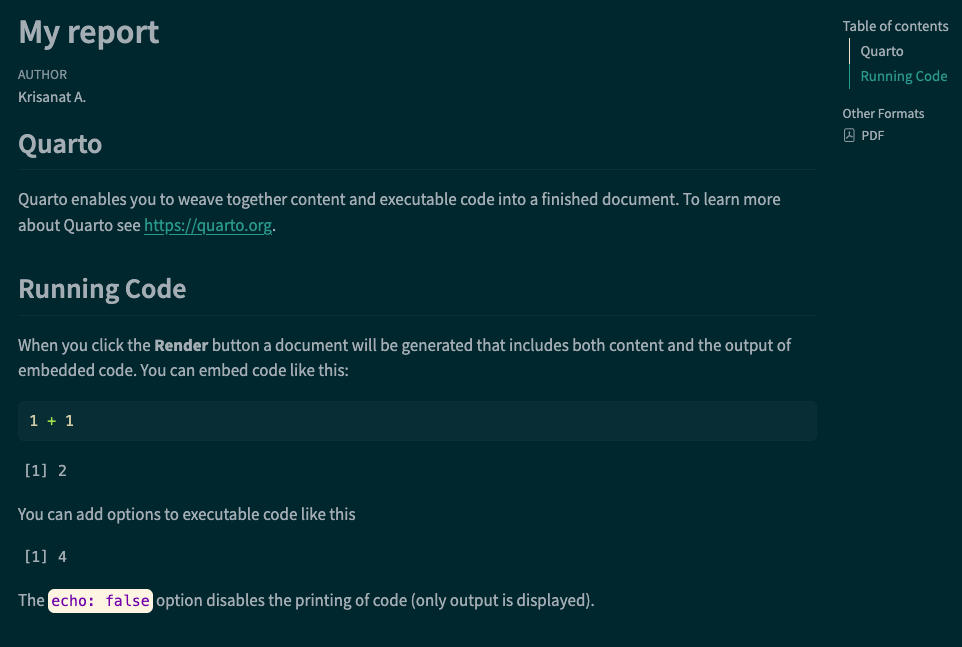 My report
AUTHOR
Krisanat A.
Quarto
Quarto enables you to weave together content and executable code into a finished document. To learn more
about Quarto see https://quarto.org.
Running Code
When you click the Render button a document will be generated that includes both content and the output of
embedded code. You can embed code like this:
1 + 1
[1] 2
You can add options to executable code like this
[1] 4
The echo: false option disables the printing of code (only output is displayed).
Table of contents
Quarto
Running Code
Other Formats
PDF